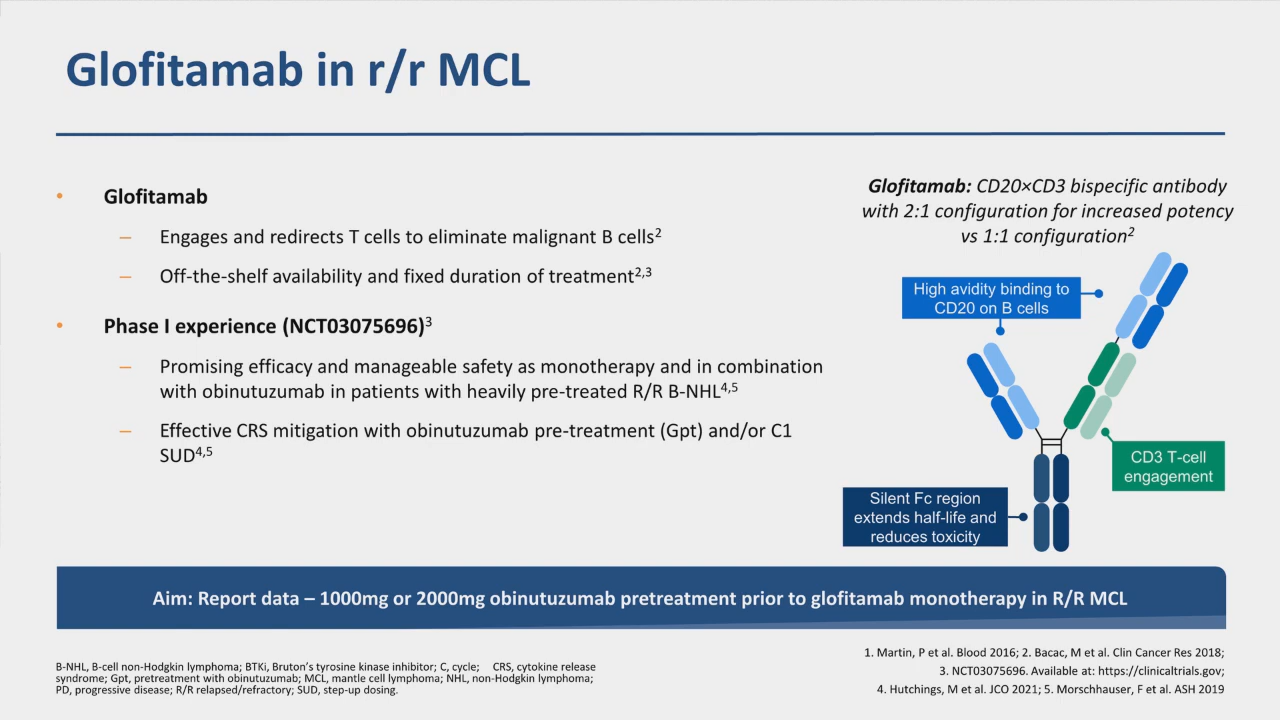 Glofitamab in r/r MCL
• Glofitamab
– Engages and redirects T cells to eliminate malignant B cells²
– Off-the-shelf availability and fixed duration of treatment²,³
• Phase I experience (NCT03075696)³
– Promising efficacy and manageable safety as monotherapy and in combination
with obinutuzumab in patients with heavily pre-treated R/R B-NHL⁴,⁵
– Effective CRS mitigation with obinutuzumab pre-treatment (Gpt) and/or C1
SUD⁴,⁵
Glofitamab: CD20×CD3 bispecific antibody
with 2:1 configuration for increased potency
vs 1:1 configuration²
High avidity binding to
CD20 on B cells
CD3 T-cell
engagement
Silent Fc region
extends half-life and
reduces toxicity
Aim: Report data – 1000mg or 2000mg obinutuzumab pretreatment prior to glofitamab monotherapy in R/R MCL
B-NHL, B-cell non-Hodgkin lymphoma; BTKi, Bruton’s tyrosine kinase inhibitor; C, cycle; CRS, cytokine release
syndrome; Gpt, pretreatment with obinutuzumab; MCL, mantle cell lymphoma; NHL, non-Hodgkin lymphoma;
PD, progressive disease; R/R relapsed/refractory; SUD, step-up dosing.
1. Martin, P et al. Blood 2016; 2. Bacac, M et al. Clin Cancer Res 2018;
3. NCT03075696. Available at: https://clinicaltrials.gov;
4. Hutchings, M et al. JCO 2021; 5. Morschhauser, F et al. ASH 2019